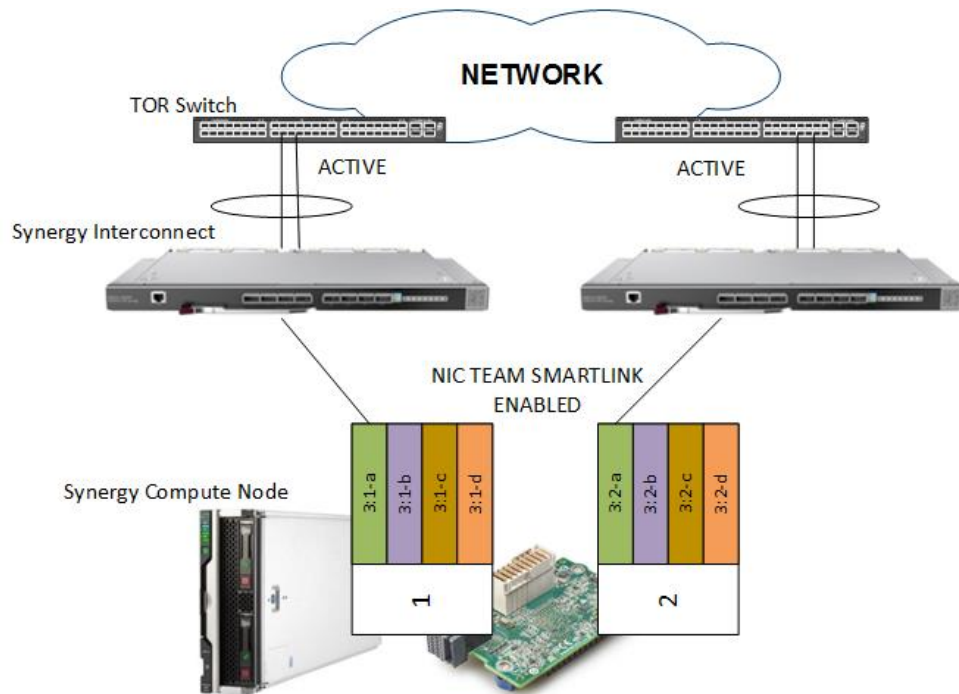 NETWORK
TOR Switch
ACTIVE
ACTIVE
Synergy Interconnect
NIC TEAM SMARTLINK
ENABLED
Synergy Compute Node
3:1-a
3:1-b
3:1-c
3:1-d
3:2-a
3:2-b
3:2-c
3:2-d
1
2